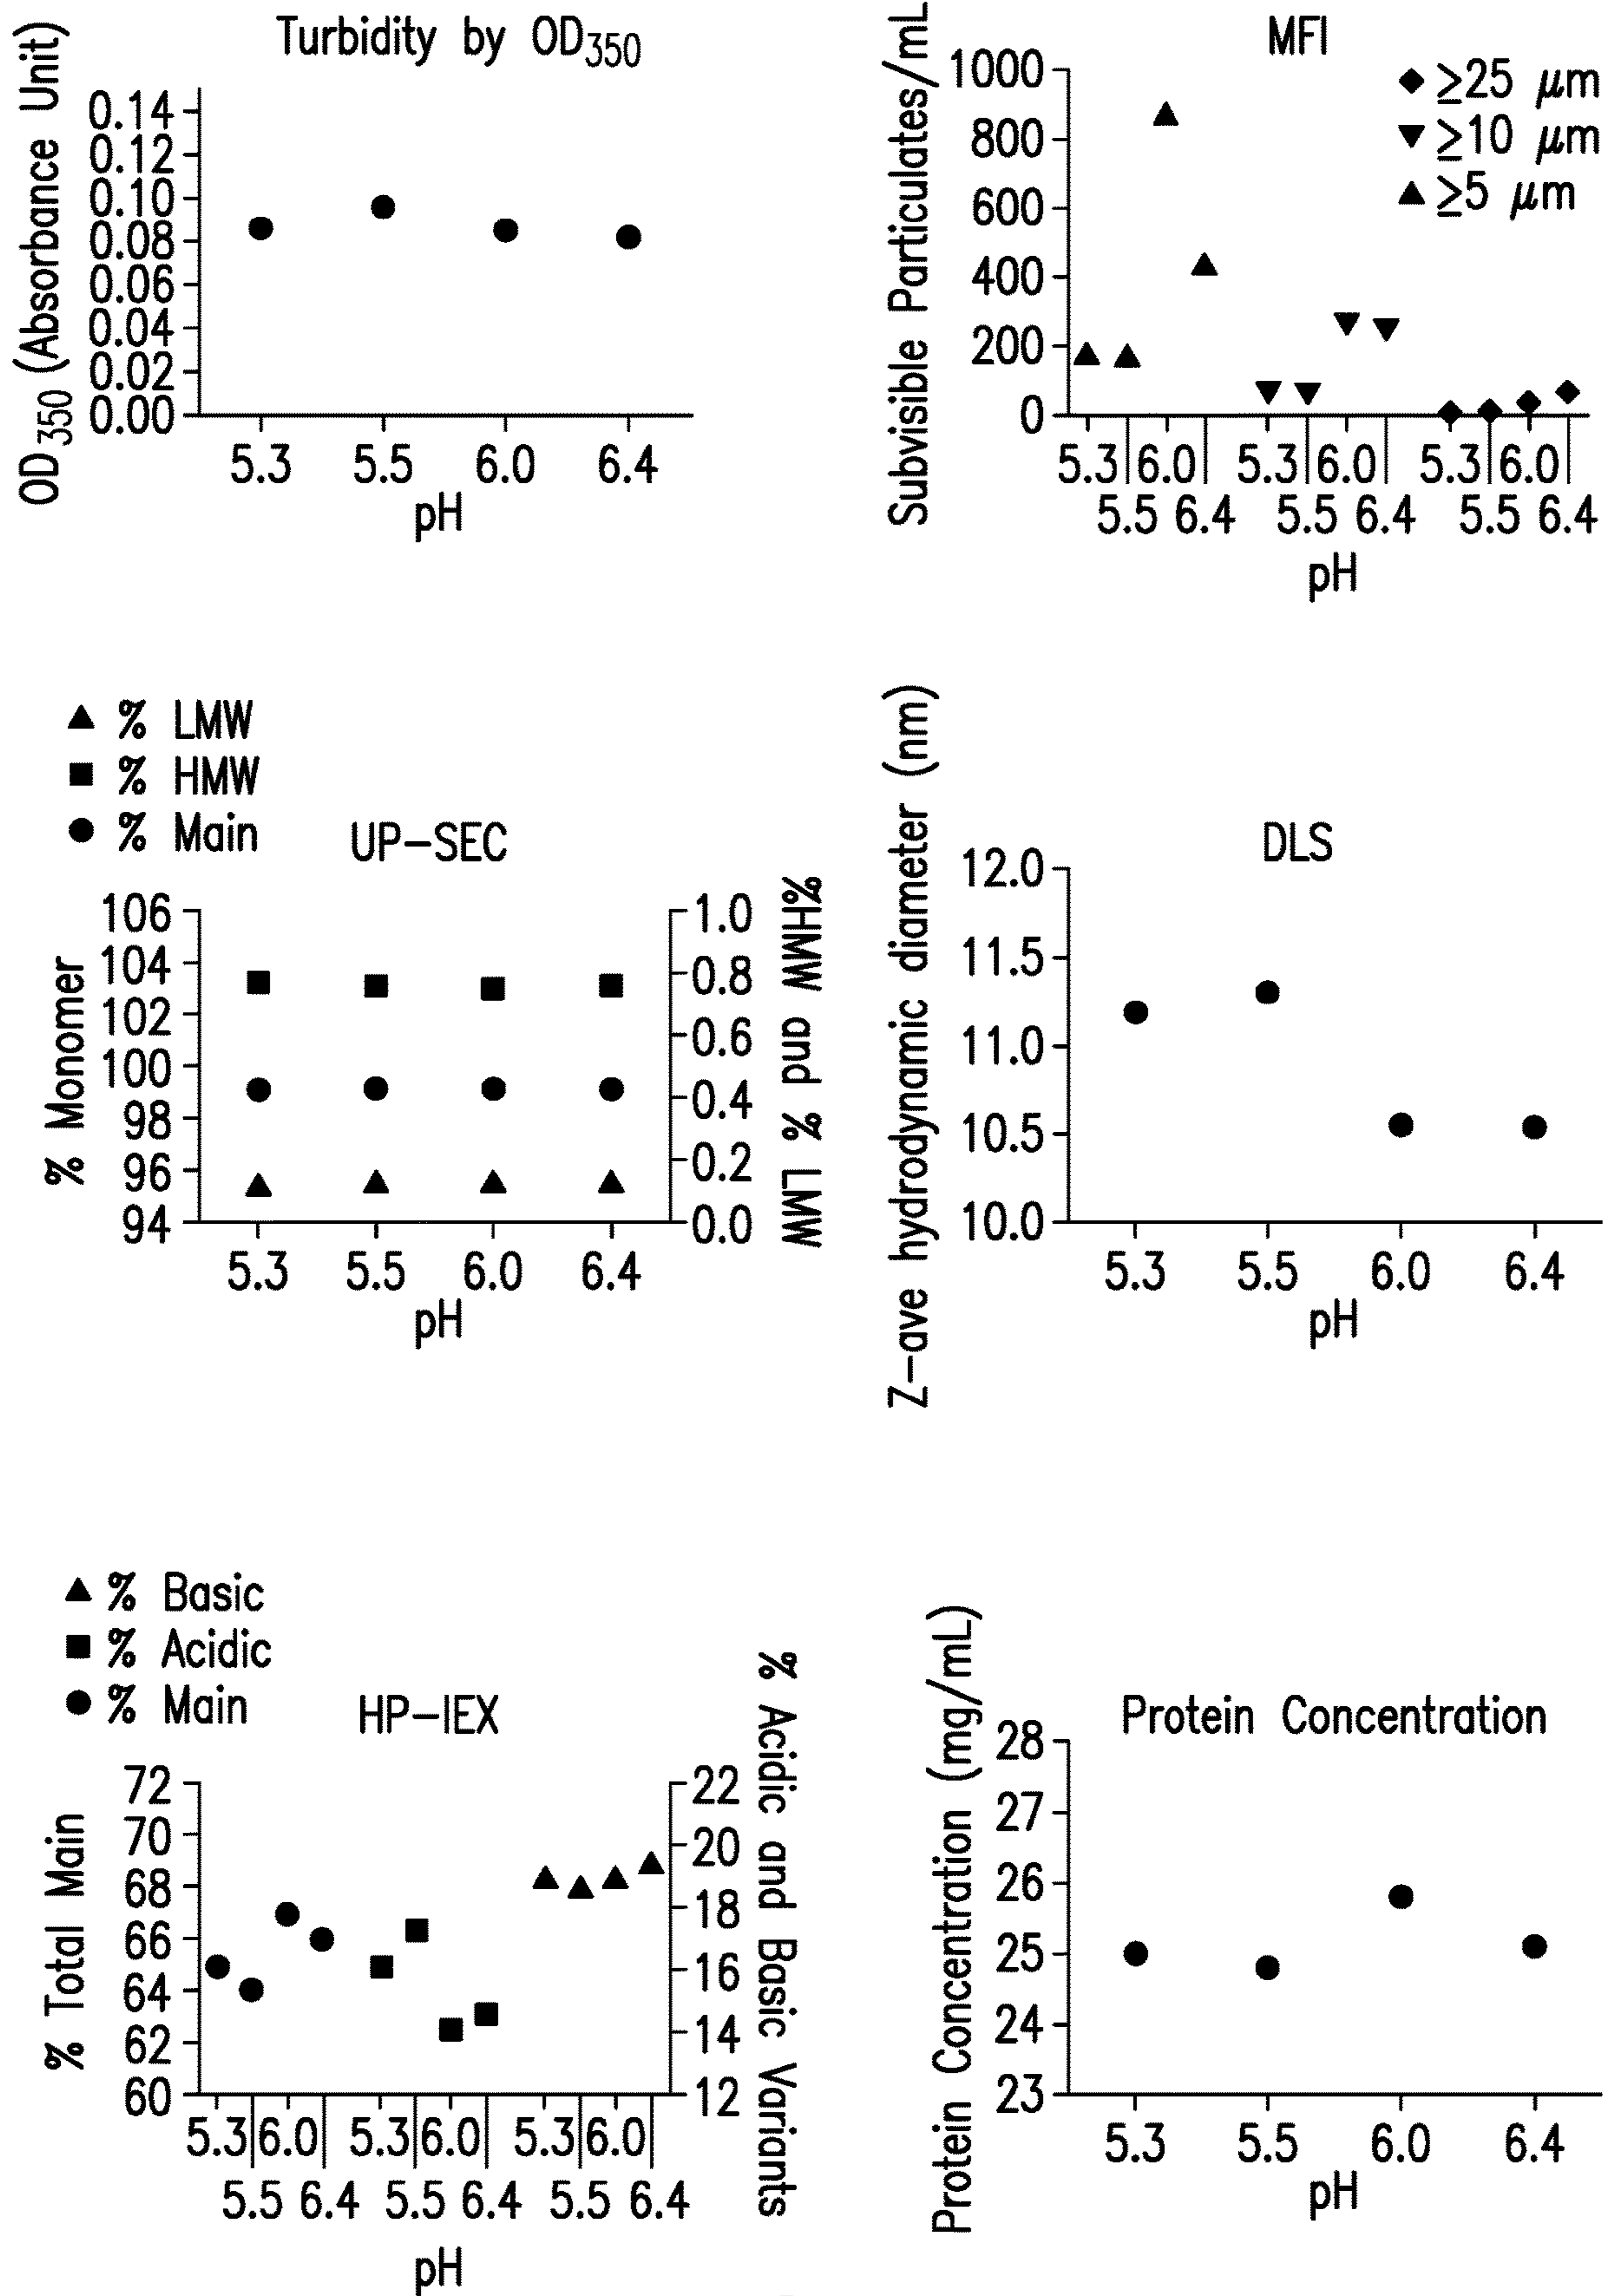 Turbidity by OD350
OD350 (Absorbance Unit)
0.14
0.12
0.10
0.08
0.06
0.04
0.02
0.00
5.3 5.5 6.0 6.4
pH
MFI
≥25 μm
≥10 μm
≥5 μm
Subvisible Particulates/mL
1000
800
600
400
200
0
5.3 6.0 5.3 6.0 5.3 6.0
5.5 6.4 5.5 6.4 5.5 6.4
pH
% LMW
% HMW
% Main
UP-SEC
% Monomer
106
104
102
100
98
96
94
1.0
0.8
0.6
0.4
0.2
0.0
%HMW and % LMW
5.3 5.5 6.0 6.4
pH
DLS
Z-ave hydrodynamic diameter (nm)
12.0
11.5
11.0
10.5
10.0
5.3 5.5 6.0 6.4
pH
% Basic
% Acidic
% Main
HP-IEX
% Total Main
72
70
68
66
64
62
60
22
20
18
16
14
12
% Acidic and Basic Variants
5.3 6.0 5.3 6.0 5.3 6.0
5.5 6.4 5.5 6.4 5.5 6.4
pH
Protein Concentration
Protein Concentration (mg/mL)
28
27
26
25
24
23
5.3 5.5 6.0 6.4
pH